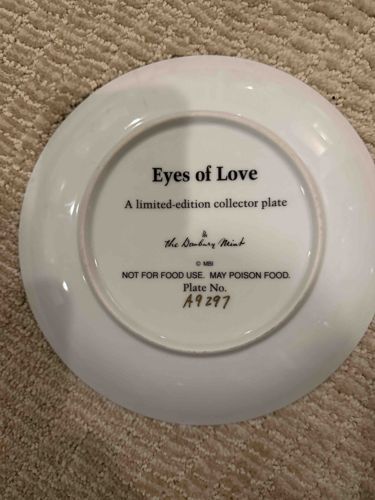 Eyes of Love
A limited-edition collector plate
the Danbury Mint
© MBI
NOT FOR FOOD USE. MAY POISON FOOD.
Plate No.
A9297